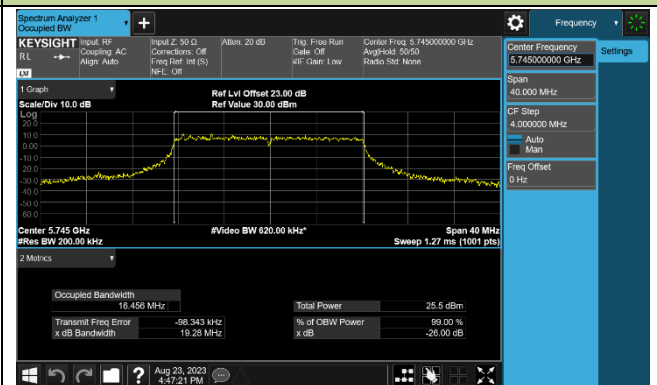 Spectrum Analyzer 1
Occupied BW
+
Frequency
KEYSIGHT
RL
LXI
Input: RF
Coupling: AC
Align: Auto
Input Z: 50 Ω
Corrections: Off
Freq Ref: Int (S)
NFE: Off
Atten: 20 dB
Trig: Free Run
Gate: Off
#IF Gain: Low
Center Freq: 5.745000000 GHz
Avg|Hold: 50/50
Radio Std: None
Center Frequency
5.745000000 GHz
Settings
Span
40.000 MHz
CF Step
4.000000 MHz
Auto
Man
Freq Offset
0 Hz
1 Graph
Scale/Div 10.0 dB
Ref Lvl Offset 23.00 dB
Ref Value 30.00 dBm
Log
20.0
10.0
0.00
-10.0
-20.0
-30.0
-40.0
-50.0
-60.0
Center 5.745 GHz
#Res BW 200.00 kHz
#Video BW 620.00 kHz*
Span 40 MHz
Sweep 1.27 ms (1001 pts)
2 Metrics
Occupied Bandwidth
16.456 MHz
Total Power 25.5 dBm
Transmit Freq Error -98.343 kHz
% of OBW Power 99.00 %
x dB Bandwidth 19.28 MHz
x dB -26.00 dB
?
Aug 23, 2023
4:47:21 PM